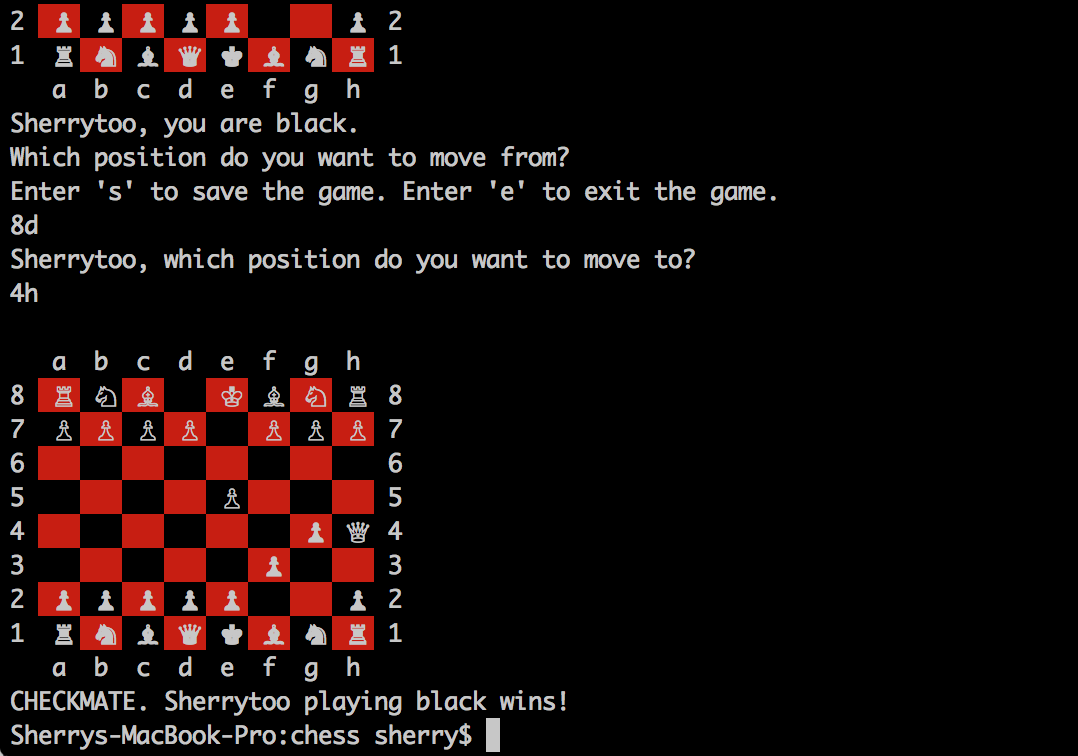 2 ♟ ♟ ♟ ♟ ♟ ♟ 2
1 ♜ ♞ ♝ ♛ ♚ ♝ ♞ ♜ 1
a b c d e f g h
Sherrytoo, you are black.
Which position do you want to move from?
Enter 's' to save the game. Enter 'e' to exit the game.
8d
Sherrytoo, which position do you want to move to?
4h
a b c d e f g h
8 ♖ ♘ ♗ ♔ ♗ ♘ ♖ 8
7 ♙ ♙ ♙ ♙ ♙ ♙ ♙ 7
6 6
5 ♙ 5
4 ♟ ♕ 4
3 ♟ 3
2 ♟ ♟ ♟ ♟ ♟ ♟ 2
1 ♜ ♞ ♝ ♛ ♚ ♝ ♞ ♜ 1
a b c d e f g h
CHECKMATE. Sherrytoo playing black wins!
Sherrys-MacBook-Pro:chess sherry$